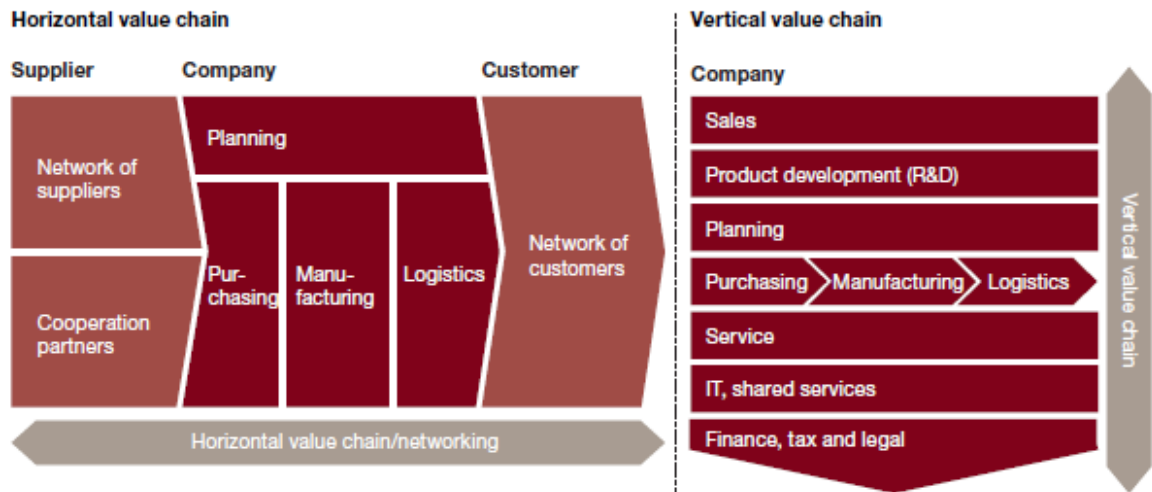 Horizontal value chain
Supplier
Company
Customer
Network of
suppliers
Cooperation
partners
Planning
Pur-
chasing
Manu-
facturing
Logistics
Network of
customers
Horizontal value chain/networking
Vertical value chain
Company
Sales
Product development (R&D)
Planning
Purchasing
Manufacturing
Logistics
Service
IT, shared services
Finance, tax and legal
Vertical value chain